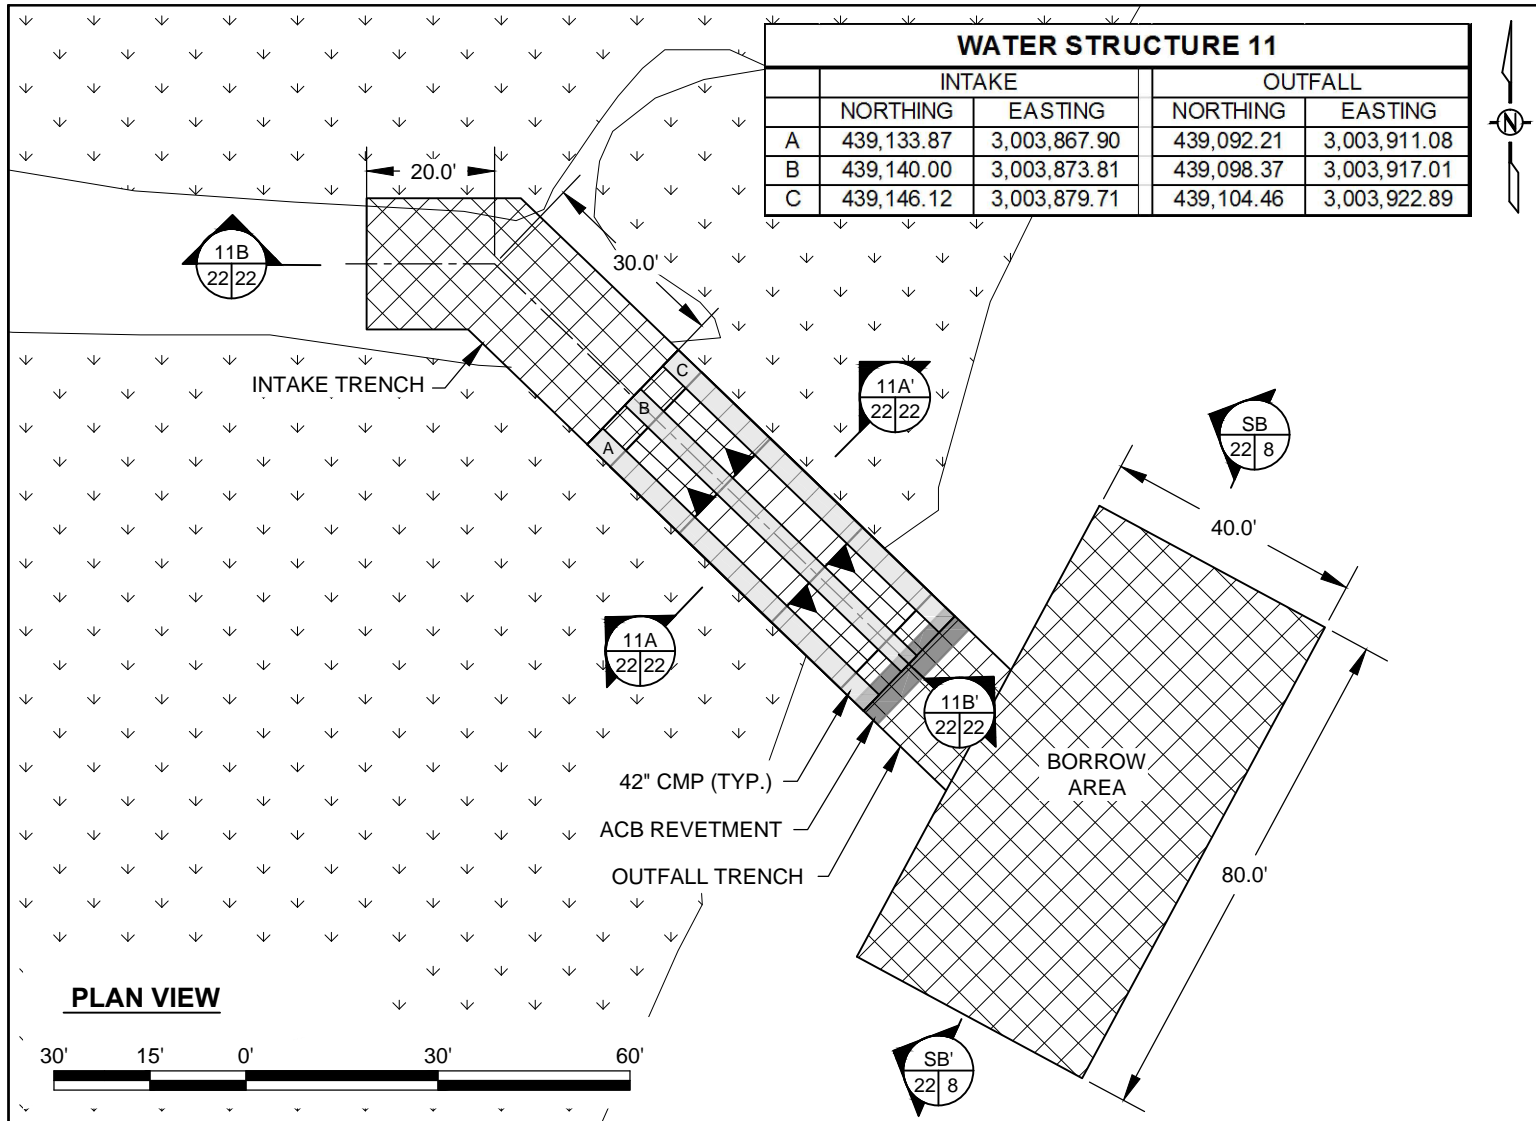 WATER STRUCTURE 11
INTAKE OUTFALL
NORTHING EASTING NORTHING EASTING
A 439,133.87 3,003,867.90 439,092.21 3,003,911.08
B 439,140.00 3,003,873.81 439,098.37 3,003,917.01
C 439,146.12 3,003,879.71 439,104.46 3,003,922.89
N
20.0'
11B
22 22
30.0'
INTAKE TRENCH
C
B
A
11A'
22 22
SB
22 8
40.0'
11A
22 22
11B'
22 22
BORROW
AREA
42" CMP (TYP.)
ACB REVETMENT
OUTFALL TRENCH
80.0'
PLAN VIEW
30' 15' 0' 30' 60'
SB'
22 8